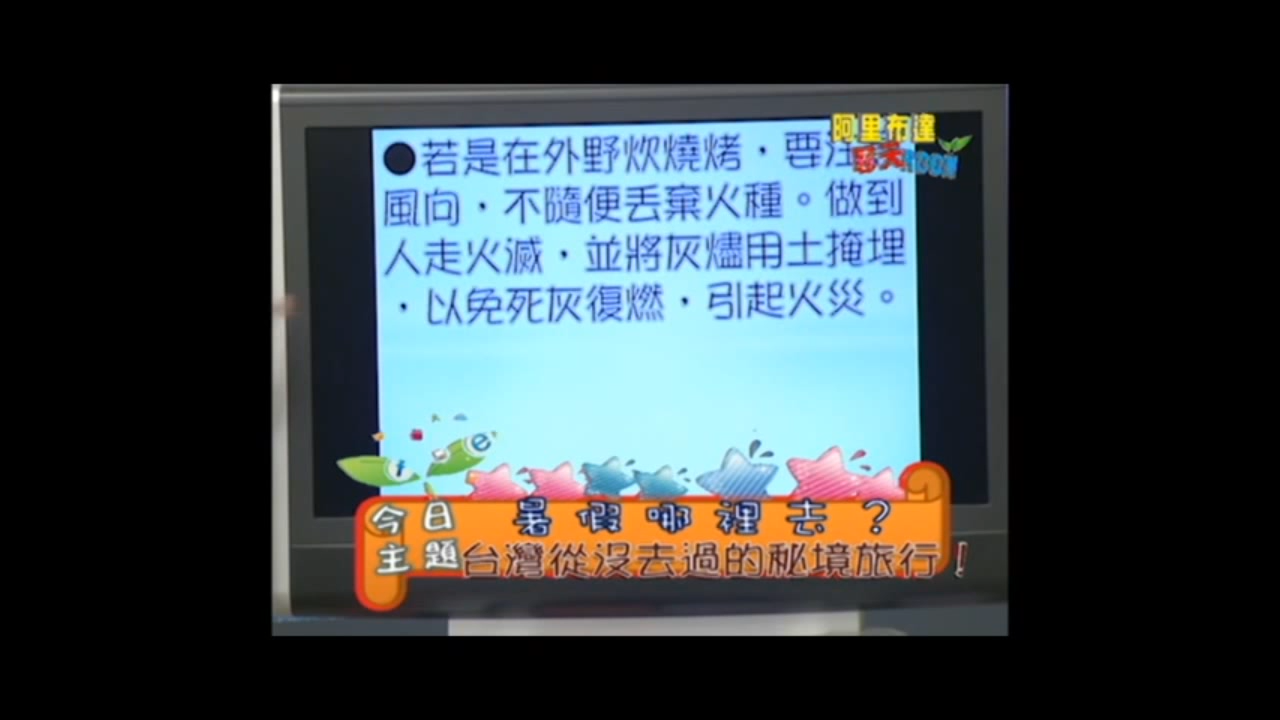 阿里布達
●若是在外野炊燒烤，要注
風向，不隨便丟棄火種。做到
人走火滅，並將灰燼用土掩埋
，以免死灰復燃，引起火災。
今日
主題
暑假哪裡去？
台灣從沒去過的秘境旅行！